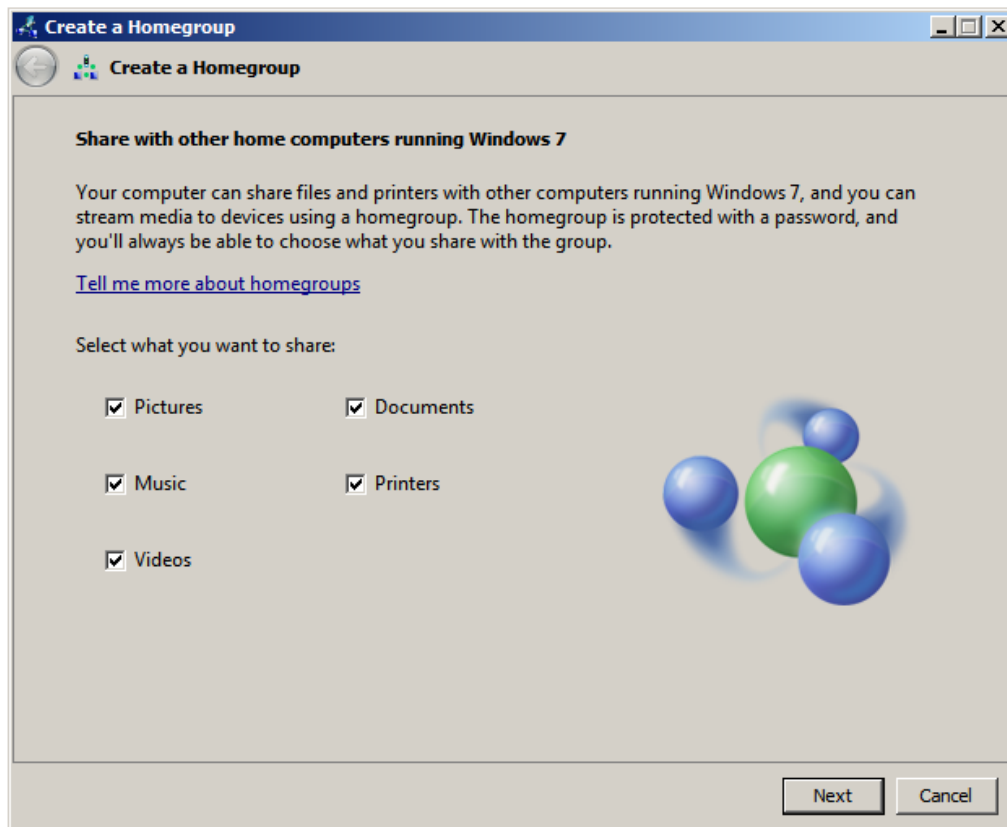 Create a Homegroup
Create a Homegroup
Share with other home computers running Windows 7
Your computer can share files and printers with other computers running Windows 7, and you can
stream media to devices using a homegroup. The homegroup is protected with a password, and
you'll always be able to choose what you share with the group.
Tell me more about homegroups
Select what you want to share:
Pictures
Documents
Music
Printers
Videos
Next
Cancel